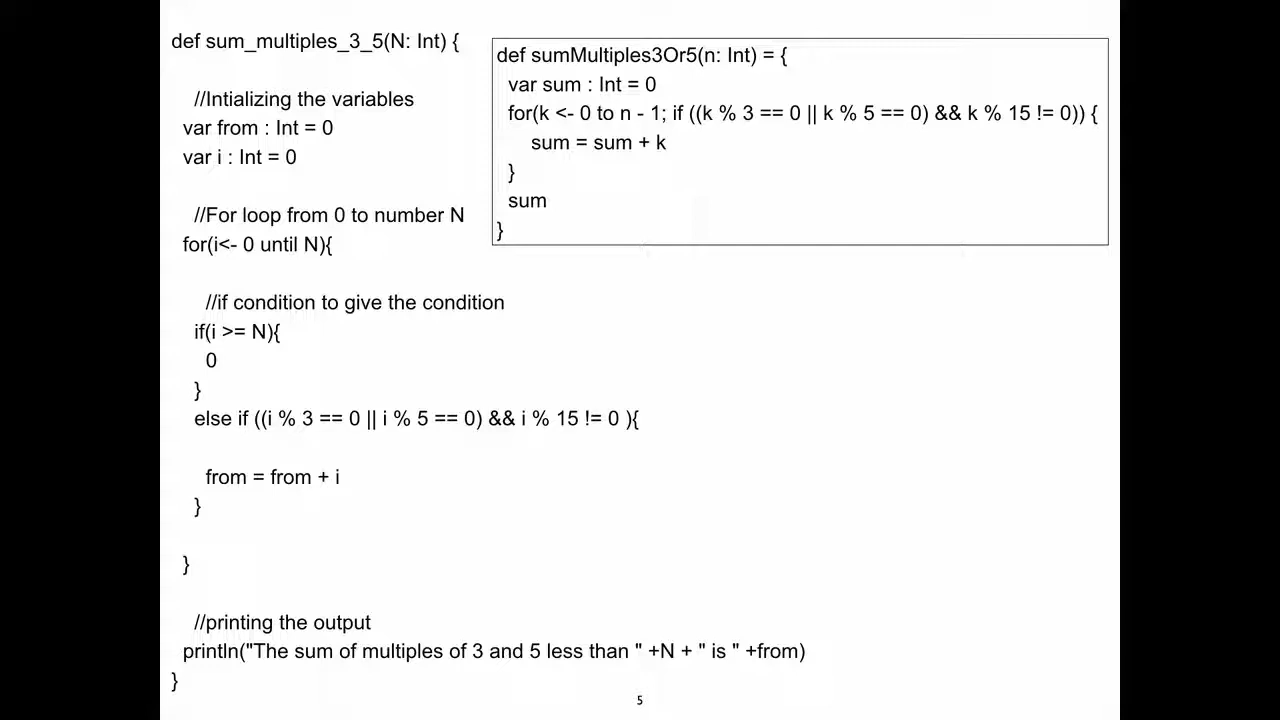 def sum_multiples_3_5(N: Int) {
//Intializing the variables
var from : Int = 0
var i : Int = 0
//For loop from 0 to number N
for(i<- 0 until N){
//if condition to give the condition
if(i >= N){
0
}
else if ((i % 3 == 0 || i % 5 == 0) && i % 15 != 0 ){
from = from + i
}
}
//printing the output
println("The sum of multiples of 3 and 5 less than " +N + " is " +from)
}
def sumMultiples3Or5(n: Int) = {
var sum : Int = 0
for(k <- 0 to n - 1; if ((k % 3 == 0 || k % 5 == 0) && k % 15 != 0)) {
sum = sum + k
}
sum
}
5